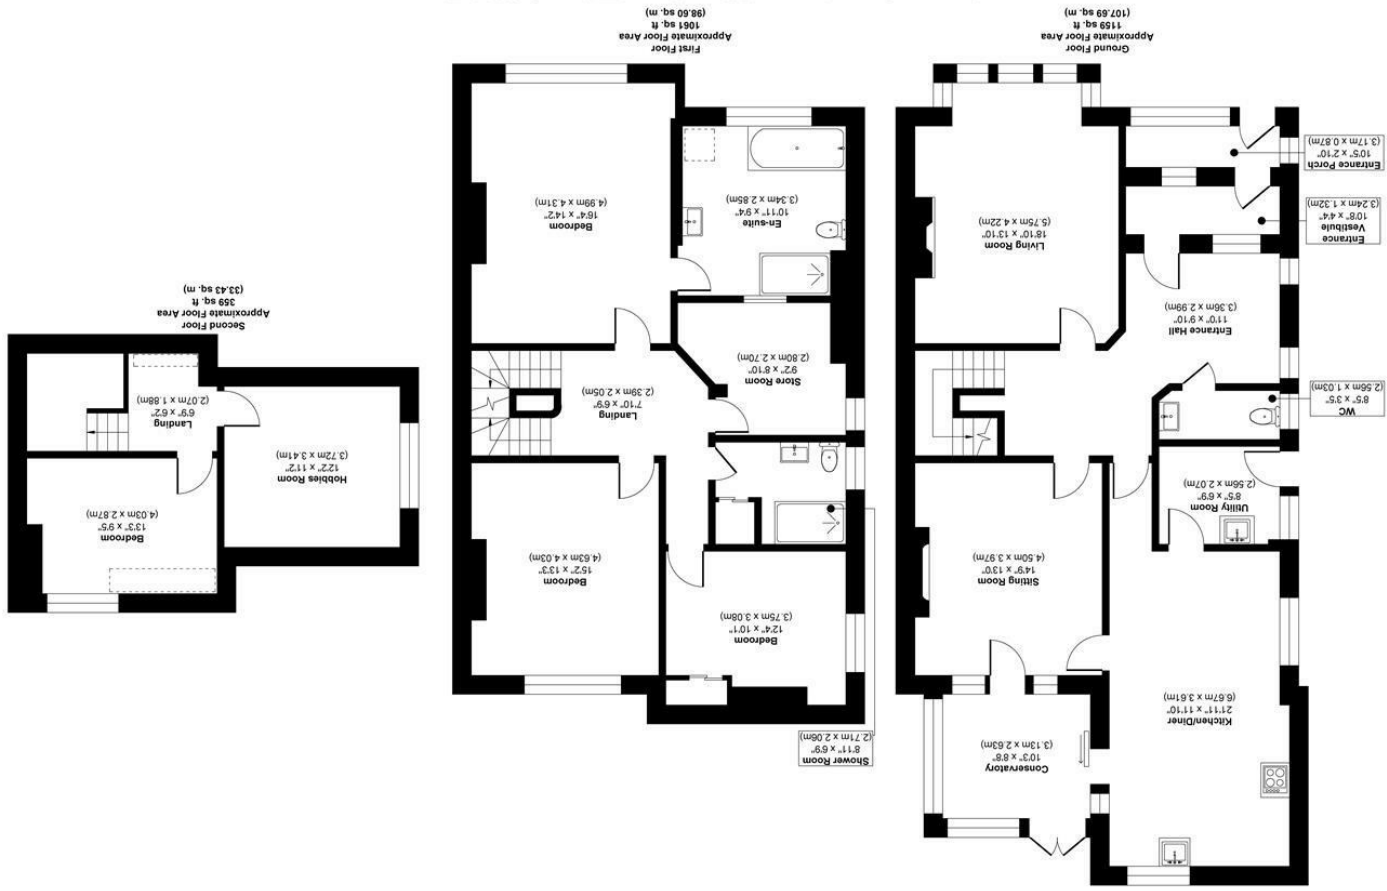 Kitchen/Diner
21'11" x 11'10"
(6.67m x 3.61m)
Conservatory
10'3" x 8'8"
(3.13m x 2.63m)
Utility Room
8'5" x 6'9"
(2.56m x 2.07m)
Sitting Room
14'9" x 13'0"
(4.50m x 3.97m)
WC
8'5" x 3'5"
(2.56m x 1.03m)
Entrance Hall
11'0" x 9'10"
(3.36m x 2.99m)
Entrance
Vestibule
10'8" x 4'4"
(3.24m x 1.32m)
Entrance Porch
10'5" x 2'10"
(3.17m x 0.87m)
Living Room
18'10" x 13'10"
(5.75m x 4.22m)
Ground Floor
Approximate Floor Area
1159 sq. ft
(107.69 sq. m)
Shower Room
8'11" x 6'9"
(2.71m x 2.06m)
Bedroom
12'4" x 10'1"
(3.75m x 3.08m)
Bedroom
15'2" x 13'3"
(4.63m x 4.03m)
Landing
7'10" x 6'9"
(2.39m x 2.05m)
Store Room
9'2" x 8'10"
(2.80m x 2.70m)
En-suite
10'11" x 9'4"
(3.34m x 2.85m)
Bedroom
16'4" x 14'2"
(4.99m x 4.31m)
First Floor
Approximate Floor Area
1061 sq. ft
(98.60 sq. m)
Bedroom
13'3" x 9'5"
(4.03m x 2.87m)
Hobbies Room
12'2" x 11'2"
(3.72m x 3.41m)
Landing
6'9" x 6'2"
(2.07m x 1.88m)
Second Floor
Approximate Floor Area
359 sq. ft
(33.43 sq. m)